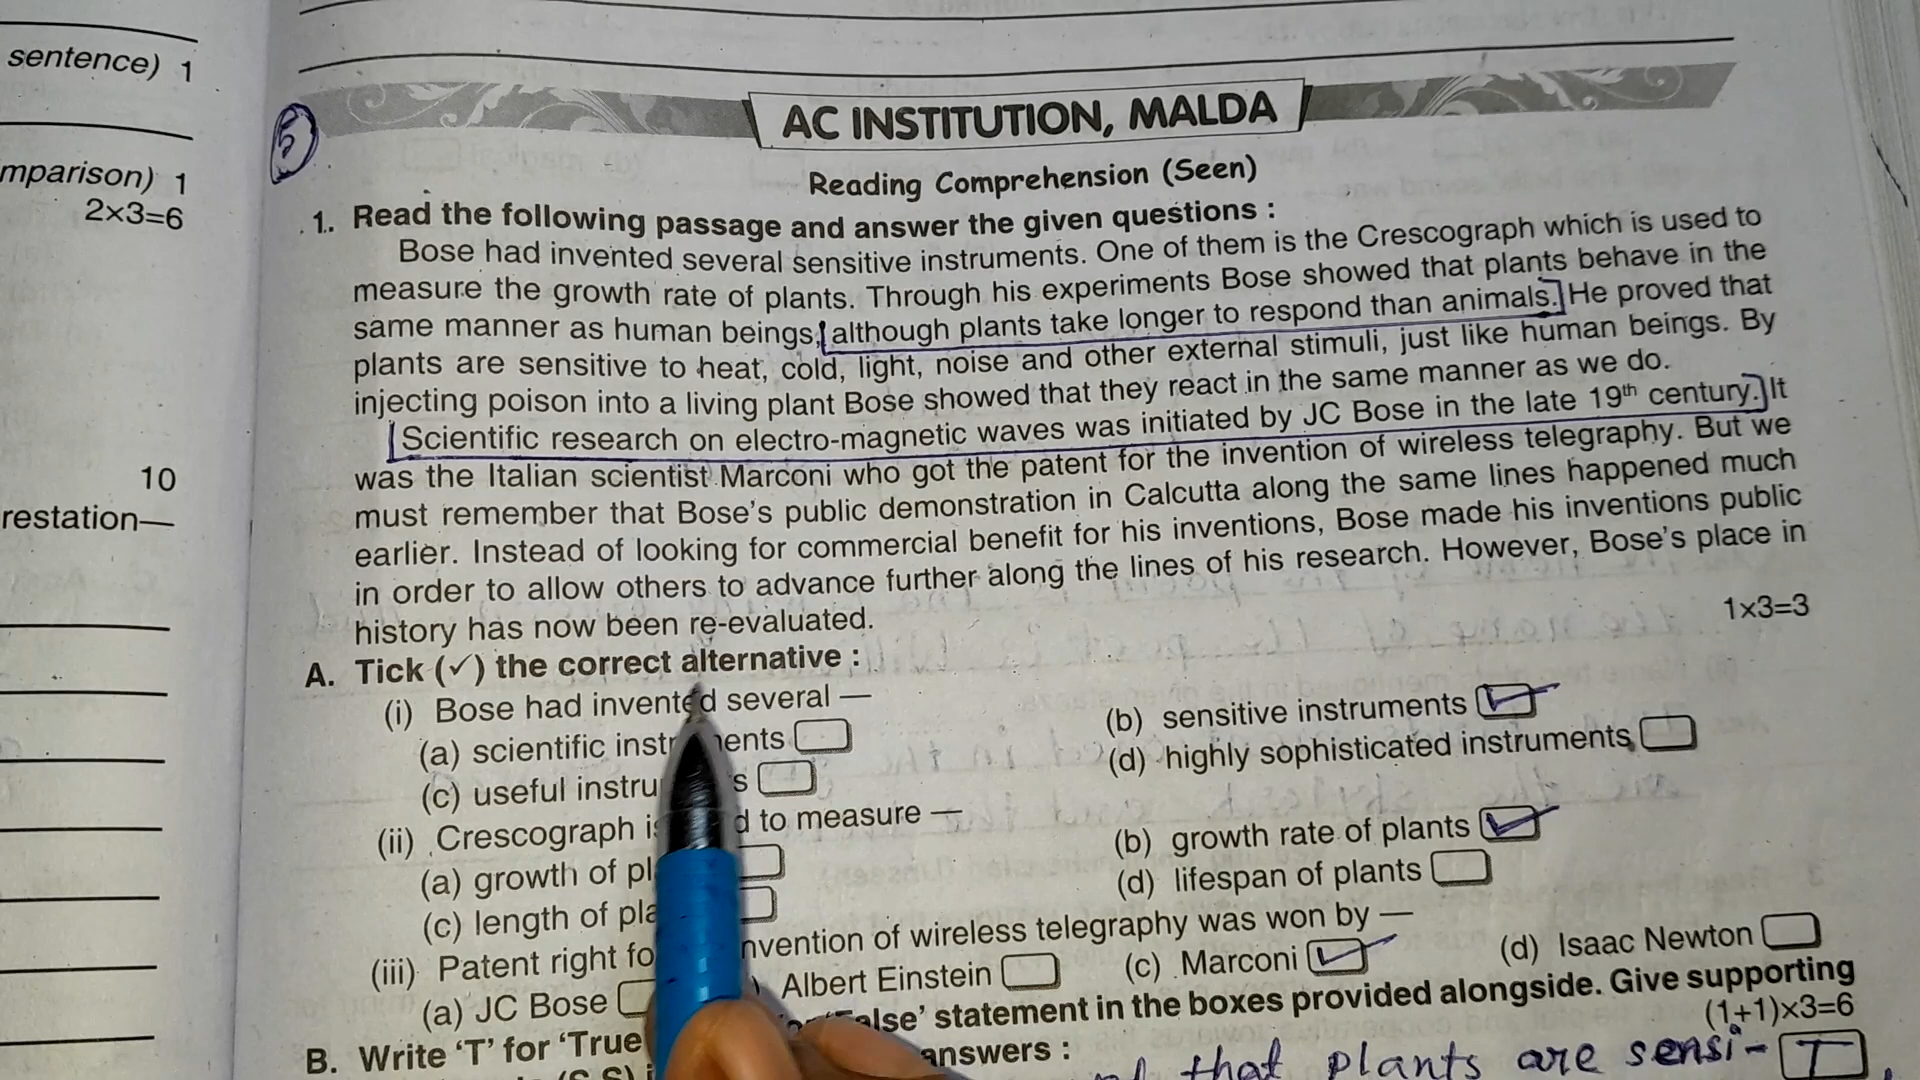 sentence) 1
mparison) 1
2×3=6
10
restation—
5
AC INSTITUTION, MALDA
Reading Comprehension (Seen)
1. Read the following passage and answer the given questions :
Bose had invented several sensitive instruments. One of them is the Crescograph which is used to
measure the growth rate of plants. Through his experiments Bose showed that plants behave in the
same manner as human beings, although plants take longer to respond than animals. He proved that
plants are sensitive to heat, cold, light, noise and other external stimuli, just like human beings. By
injecting poison into a living plant Bose showed that they react in the same manner as we do.
Scientific research on electro-magnetic waves was initiated by JC Bose in the late 19th century. It
was the Italian scientist Marconi who got the patent for the invention of wireless telegraphy. But we
must remember that Bose's public demonstration in Calcutta along the same lines happened much
earlier. Instead of looking for commercial benefit for his inventions, Bose made his inventions public
in order to allow others to advance further along the lines of his research. However, Bose's place in
history has now been re-evaluated.
A. Tick (✓) the correct alternative : 1×3=3
(i) Bose had invented several —
(a) scientific instruments (b) sensitive instruments ✓
(c) useful instru s (d) highly sophisticated instruments
(ii) Crescograph is d to measure —
(a) growth of pl (b) growth rate of plants ✓
(c) length of pla (d) lifespan of plants
(iii) Patent right fo nvention of wireless telegraphy was won by —
(a) JC Bose ) Albert Einstein (c) Marconi ✓ (d) Isaac Newton
B. Write 'T' for 'True alse' statement in the boxes provided alongside. Give supporting
answers : (1+1)×3=6
that plants are sensi- T